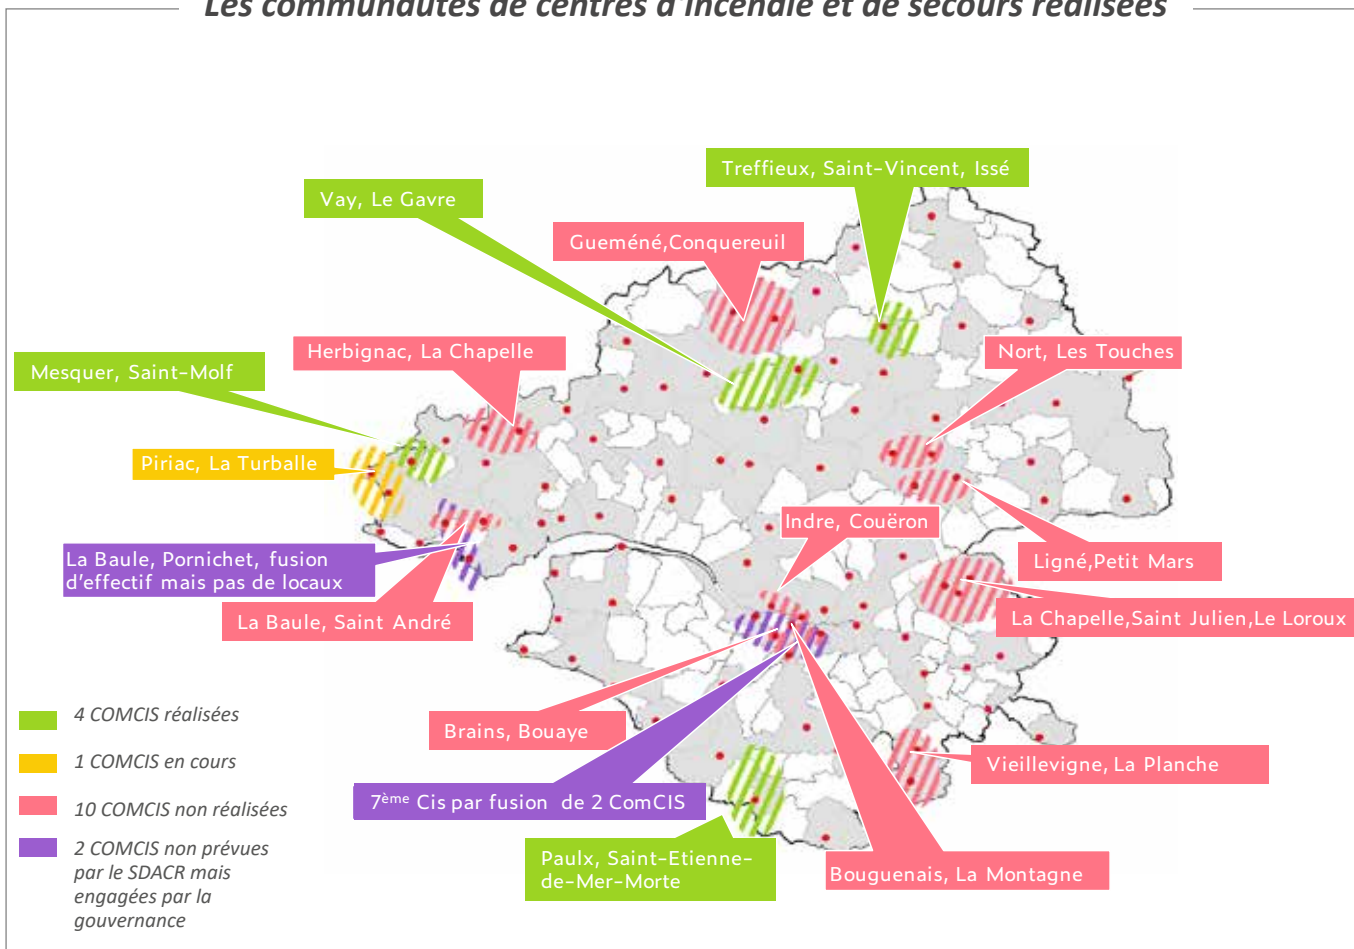 Les communautés de centres d'incendie et de secours réalisées
Treffieux, Saint-Vincent, Issé
Vay, Le Gavre
Gueméné,Conquereuil
Herbignac, La Chapelle
Nort, Les Touches
Mesquer, Saint-Molf
Piriac, La Turballe
Indre, Couëron
La Baule, Pornichet, fusion
d'effectif mais pas de locaux
Ligné,Petit Mars
La Baule, Saint André
La Chapelle,Saint Julien,Le Loroux
Brains, Bouaye
Vieillevigne, La Planche
7ème Cis par fusion de 2 ComCIS
Paulx, Saint-Etienne-
de-Mer-Morte
Bouguenais, La Montagne
4 COMCIS réalisées
1 COMCIS en cours
10 COMCIS non réalisées
2 COMCIS non prévues
par le SDACR mais
engagées par la
gouvernance